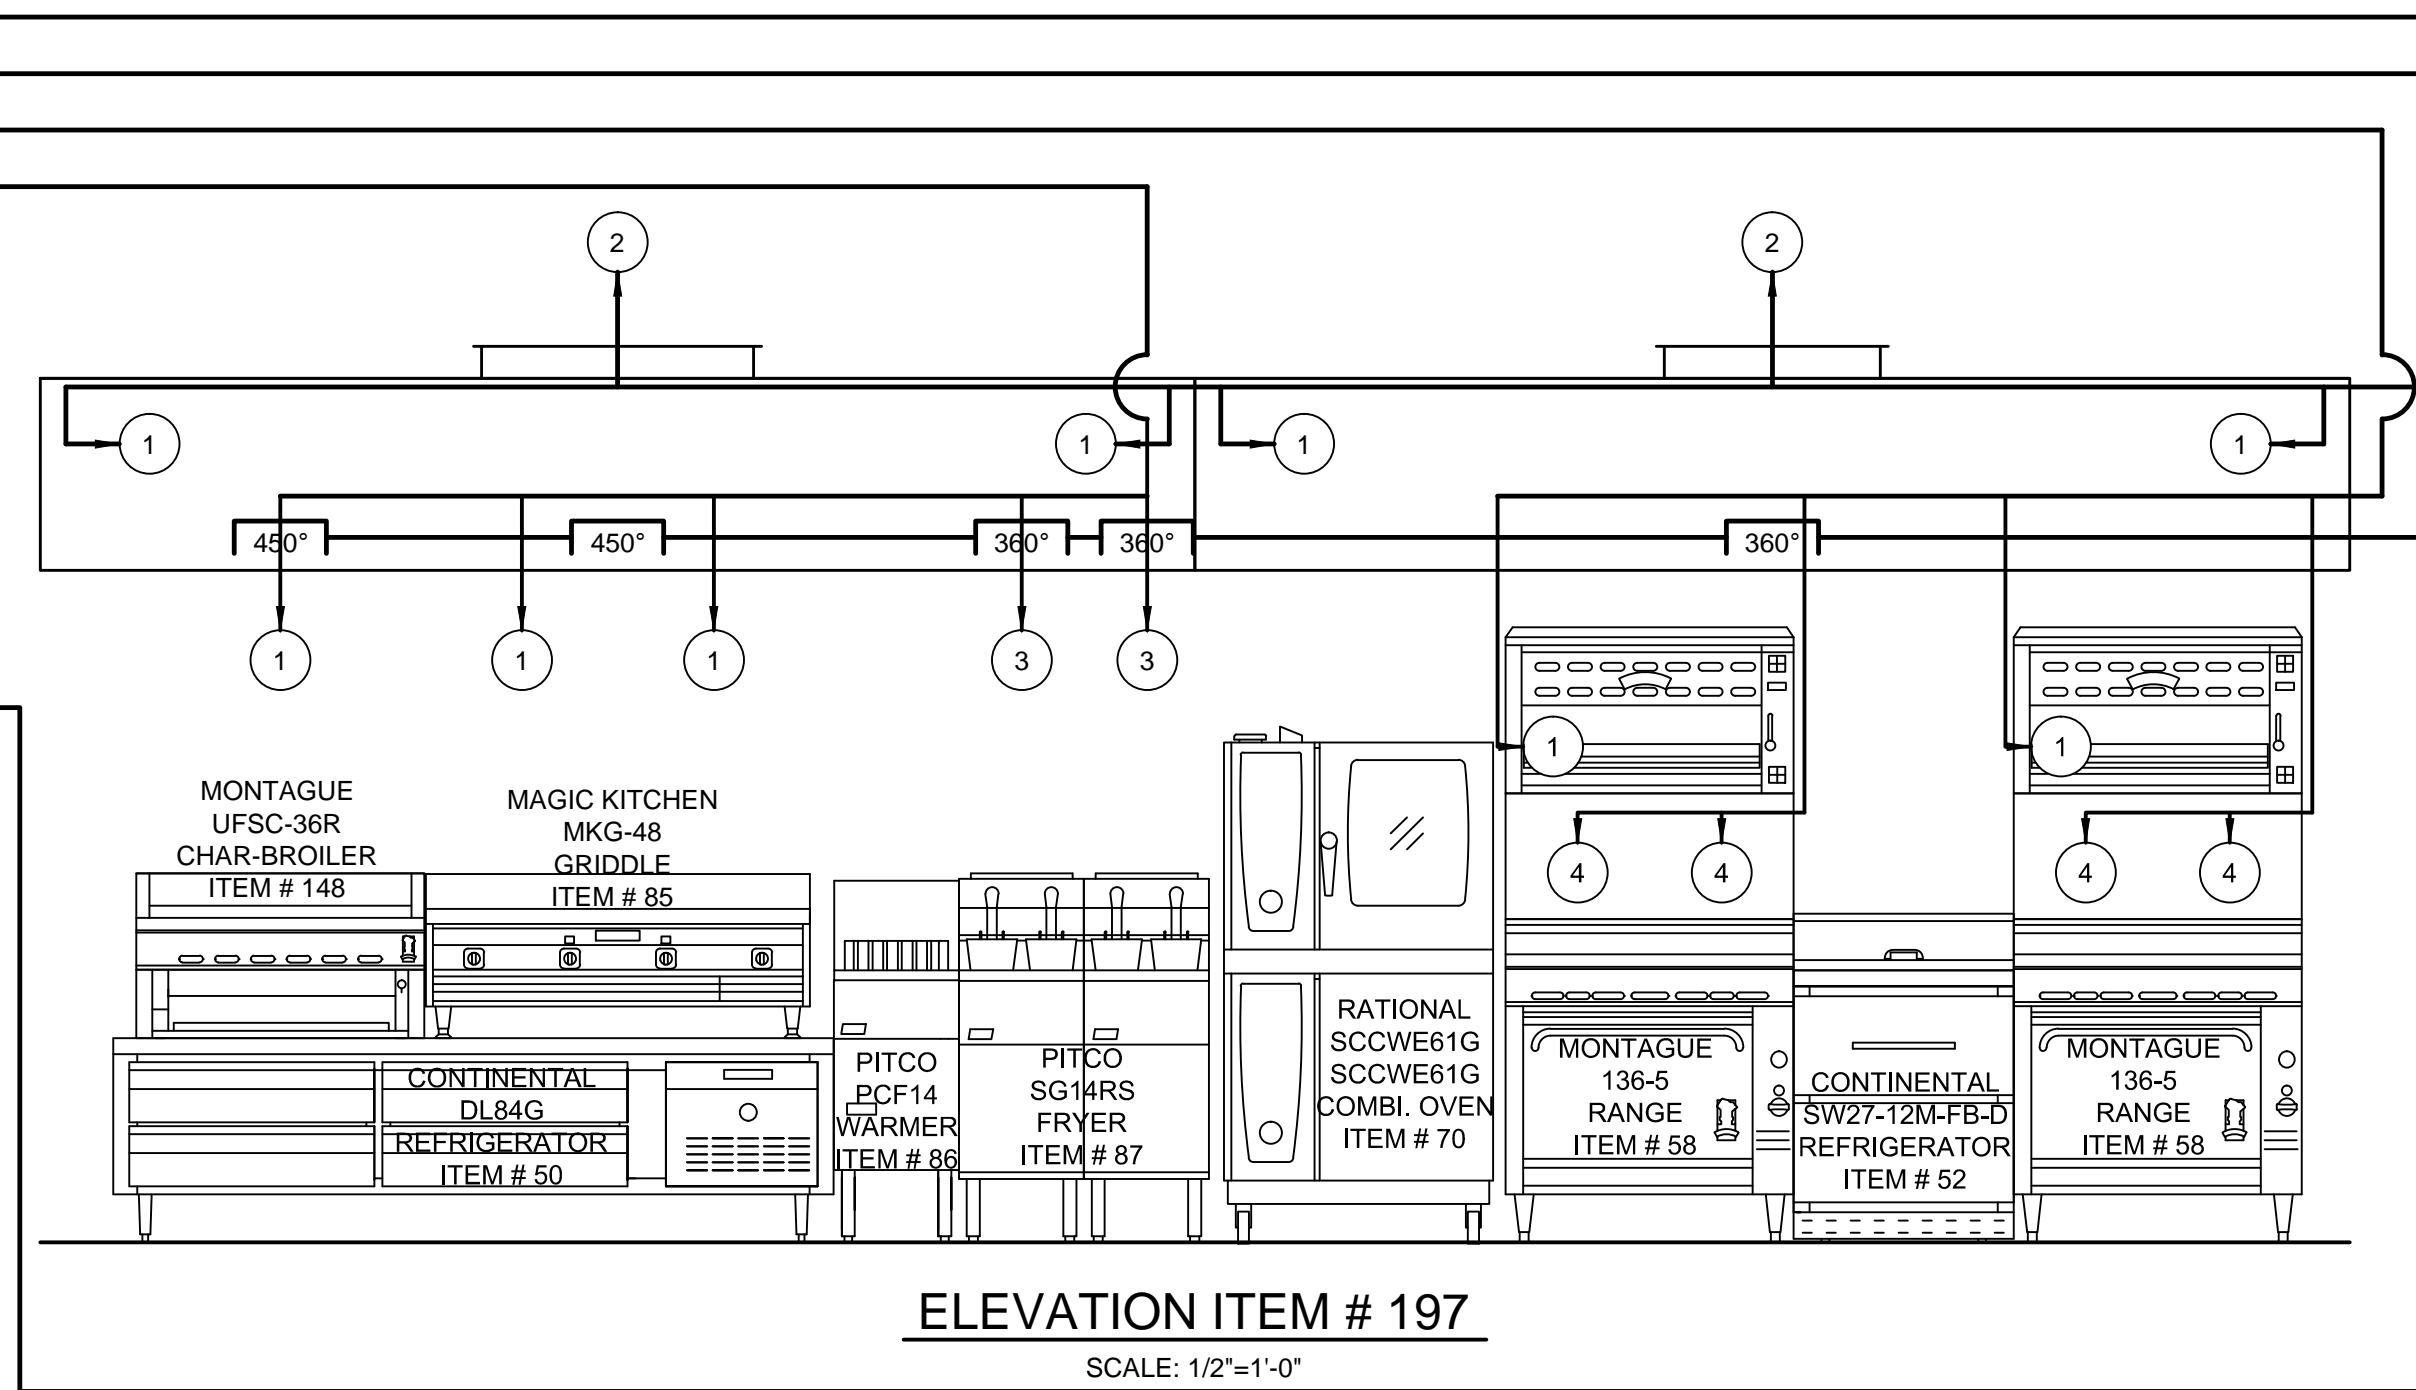 2
2
1
1
1
1
450°
450°
360°
360°
360°
1
1
1
3
3
1
1
4
4
4
4
MONTAGUE
UFSC-36R
CHAR-BROILER
ITEM # 148
MAGIC KITCHEN
MKG-48
GRIDDLE
ITEM # 85
CONTINENTAL
DL84G
REFRIGERATOR
ITEM # 50
PITCO
PCF14
WARMER
ITEM # 86
PITCO
SG14RS
FRYER
ITEM # 87
RATIONAL
SCCWE61G
SCCWE61G
COMBI. OVEN
ITEM # 70
MONTAGUE
136-5
RANGE
ITEM # 58
CONTINENTAL
SW27-12M-FB-D
REFRIGERATOR
ITEM # 52
MONTAGUE
136-5
RANGE
ITEM # 58
ELEVATION ITEM # 197
SCALE: 1/2"=1'-0"